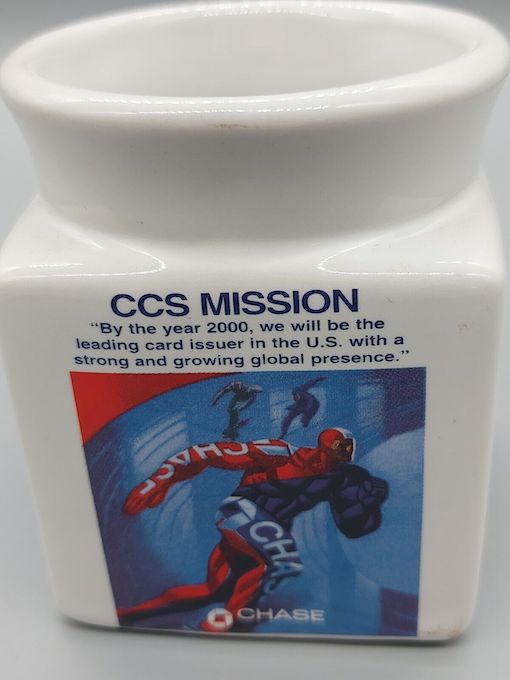 CCS MISSION
"By the year 2000, we will be the
leading card issuer in the U.S. with a
strong and growing global presence."
CHASE
CHA
CHASE